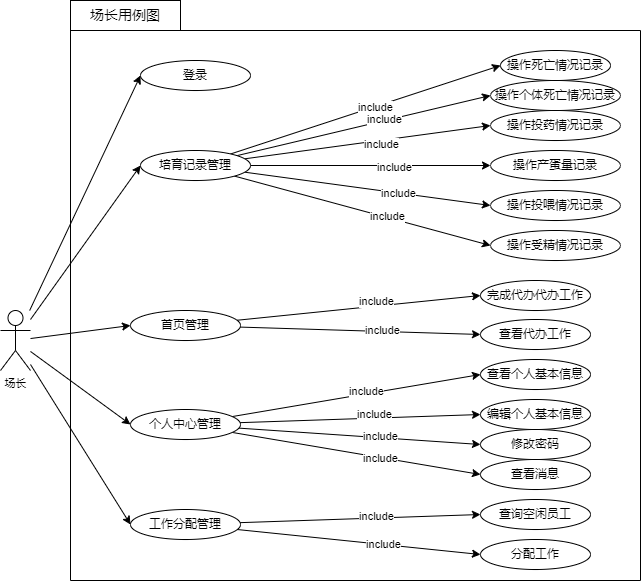 场长用例图
登录
操作死亡情况记录
操作个体死亡情况记录
include
include
操作投药情况记录
include
培育记录管理
include
操作产蛋量记录
include
操作投喂情况记录
include
操作受精情况记录
完成代办代办工作
include
首页管理
include
查看代办工作
场长
查看个人基本信息
include
编辑个人基本信息
include
个人中心管理
include
修改密码
include
查看消息
查询空闲员工
include
工作分配管理
include
分配工作